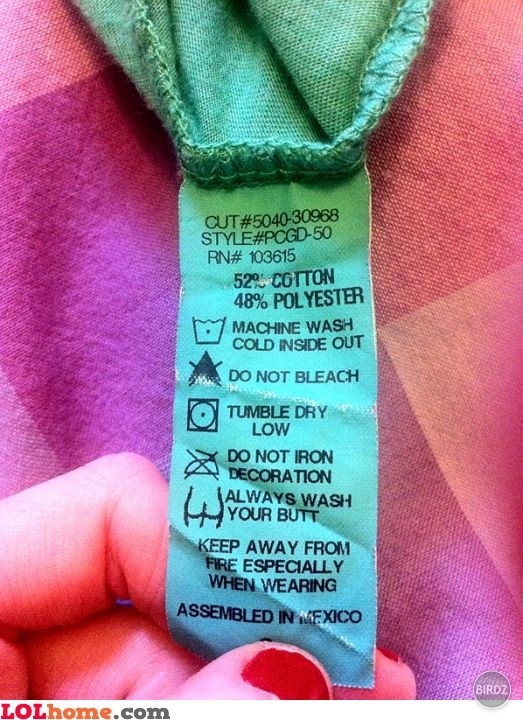 CUT#5040-30968
STYLE#PCGD-50
RN# 103615
52% COTTON
48% POLYESTER
MACHINE WASH
COLD INSIDE OUT
DO NOT BLEACH
TUMBLE DRY
LOW
DO NOT IRON
DECORATION
ALWAYS WASH
YOUR BUTT
KEEP AWAY FROM
FIRE ESPECIALLY
WHEN WEARING
ASSEMBLED IN MEXICO
BIRDZ
LOLhome.com